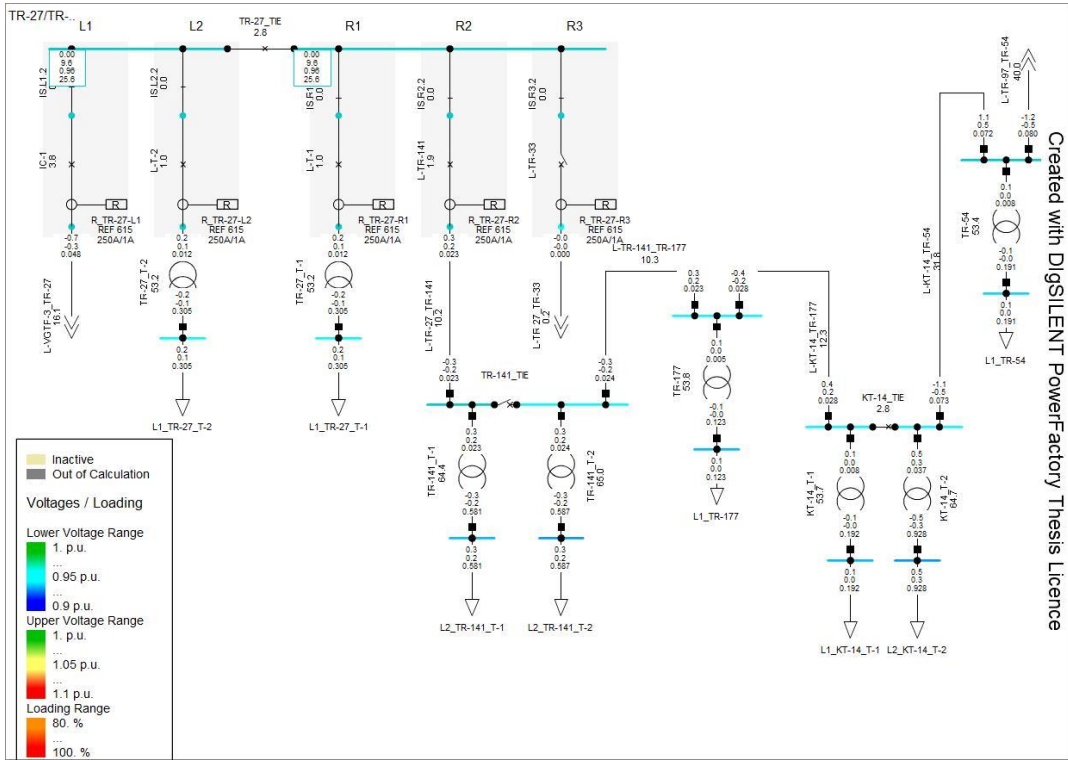 TR-27/TR-..
L1
L2
TR-27_TIE
2.8
R1
R2
R3
0.00
9.6
0.96
25.6
0.00
9.6
0.96
25.6
IS.L1.2
IS.L2.2
0.0
IS.R1
0.0
IS.R2.2
0.0
IS.R3.2
0.0
IC-1
3.8
L-T-2
1.0
L-T-1
1.0
L-TR-141
1.9
L-TR-33
R
R
R
R
R
R_TR-27-L1
REF 615
250A/1A
R_TR-27-L2
REF 615
250A/1A
R_TR-27-R1
REF 615
250A/1A
R_TR-27-R2
REF 615
250A/1A
R_TR-27-R3
REF 615
250A/1A
-0.7
-0.3
0.048
0.2
0.1
0.012
0.2
0.1
0.012
0.3
0.2
0.023
-0.0
-0.0
0.000
L-VGTF-3_TR-27
16.1
TR-27_T-2
53.2
-0.2
-0.1
0.305
0.2
0.1
0.305
L1_TR-27_T-2
TR-27_T-1
53.2
-0.2
-0.1
0.305
0.2
0.1
0.305
L1_TR-27_T-1
L-TR-27_TR-141
10.2
L-TR-27_TR-33
0.2
L-TR-141_TR-177
10.3
-0.3
-0.2
0.023
TR-141_TIE
-0.3
-0.2
0.024
0.3
0.2
0.023
0.3
0.2
0.024
TR-141_T-1
64.4
TR-141_T-2
65.0
-0.3
-0.2
0.581
-0.3
-0.2
0.587
0.3
0.2
0.581
0.3
0.2
0.587
L2_TR-141_T-1
L2_TR-141_T-2
0.3
0.2
0.023
-0.4
-0.2
0.028
0.1
0.0
0.005
TR-177
53.8
-0.1
-0.0
0.123
0.1
0.0
0.123
L1_TR-177
L-KT-14_TR-177
12.3
0.4
0.2
0.028
KT-14_TIE
2.8
-1.1
-0.5
0.073
0.1
0.0
0.008
0.5
0.3
0.037
KT-14_T-1
53.7
KT-14_T-2
64.7
-0.1
-0.0
0.192
-0.5
-0.3
0.928
0.1
0.0
0.192
0.5
0.3
0.928
L1_KT-14_T-1
L2_KT-14_T-2
L-KT-14_TR-54
31.8
L-TR-97_TR-54
40.0
1.1
0.5
0.072
-1.2
-0.5
0.080
0.1
0.0
0.008
TR-54
53.4
-0.1
-0.0
0.191
0.1
0.1
0.191
L1_TR-54
Created with DIgSILENT PowerFactory Thesis Licence
Inactive
Out of Calculation
Voltages / Loading
Lower Voltage Range
1. p.u.
...
0.95 p.u.
...
0.9 p.u.
Upper Voltage Range
1. p.u.
...
1.05 p.u.
...
1.1 p.u.
Loading Range
80. %
...
100. %